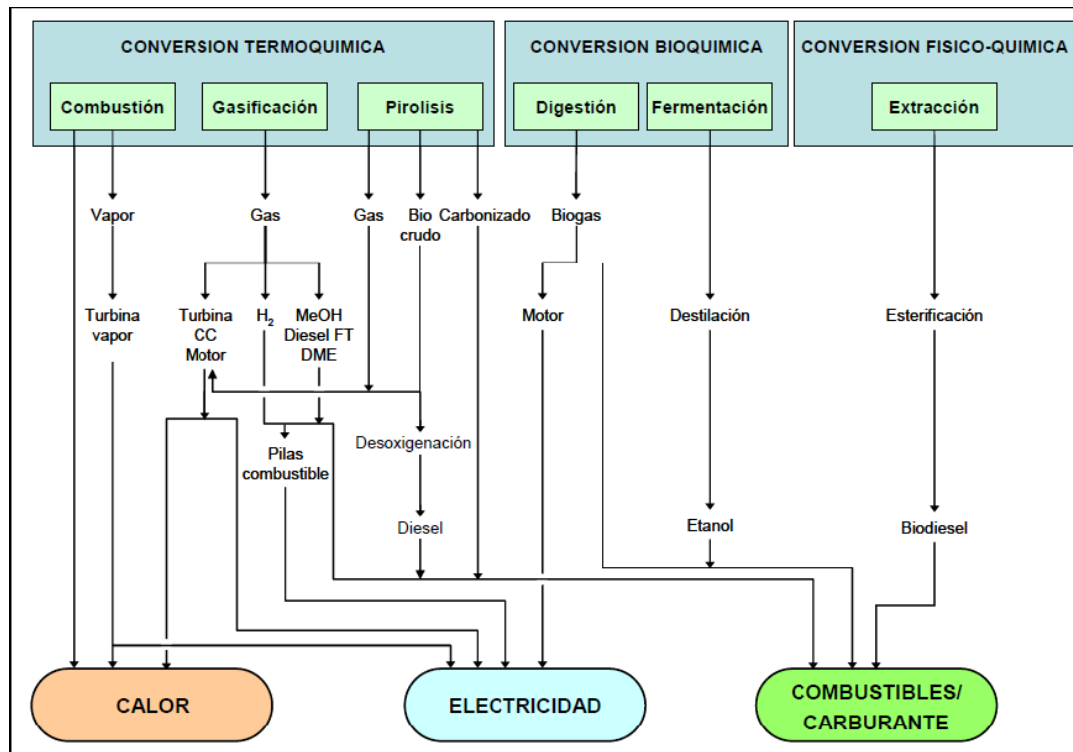 CONVERSION TERMOQUIMICA
CONVERSION BIOQUIMICA
CONVERSION FISICO-QUIMICA
Combustión
Gasificación
Pirolisis
Digestión
Fermentación
Extracción
Vapor
Gas
Gas
Bio
crudo
Carbonizado
Biogas
Turbina
vapor
Turbina
CC
Motor
H2
MeOH
Diesel FT
DME
Motor
Destilación
Esterificación
Pilas
combustible
Desoxigenación
Diesel
Etanol
Biodiesel
CALOR
ELECTRICIDAD
COMBUSTIBLES/
CARBURANTE